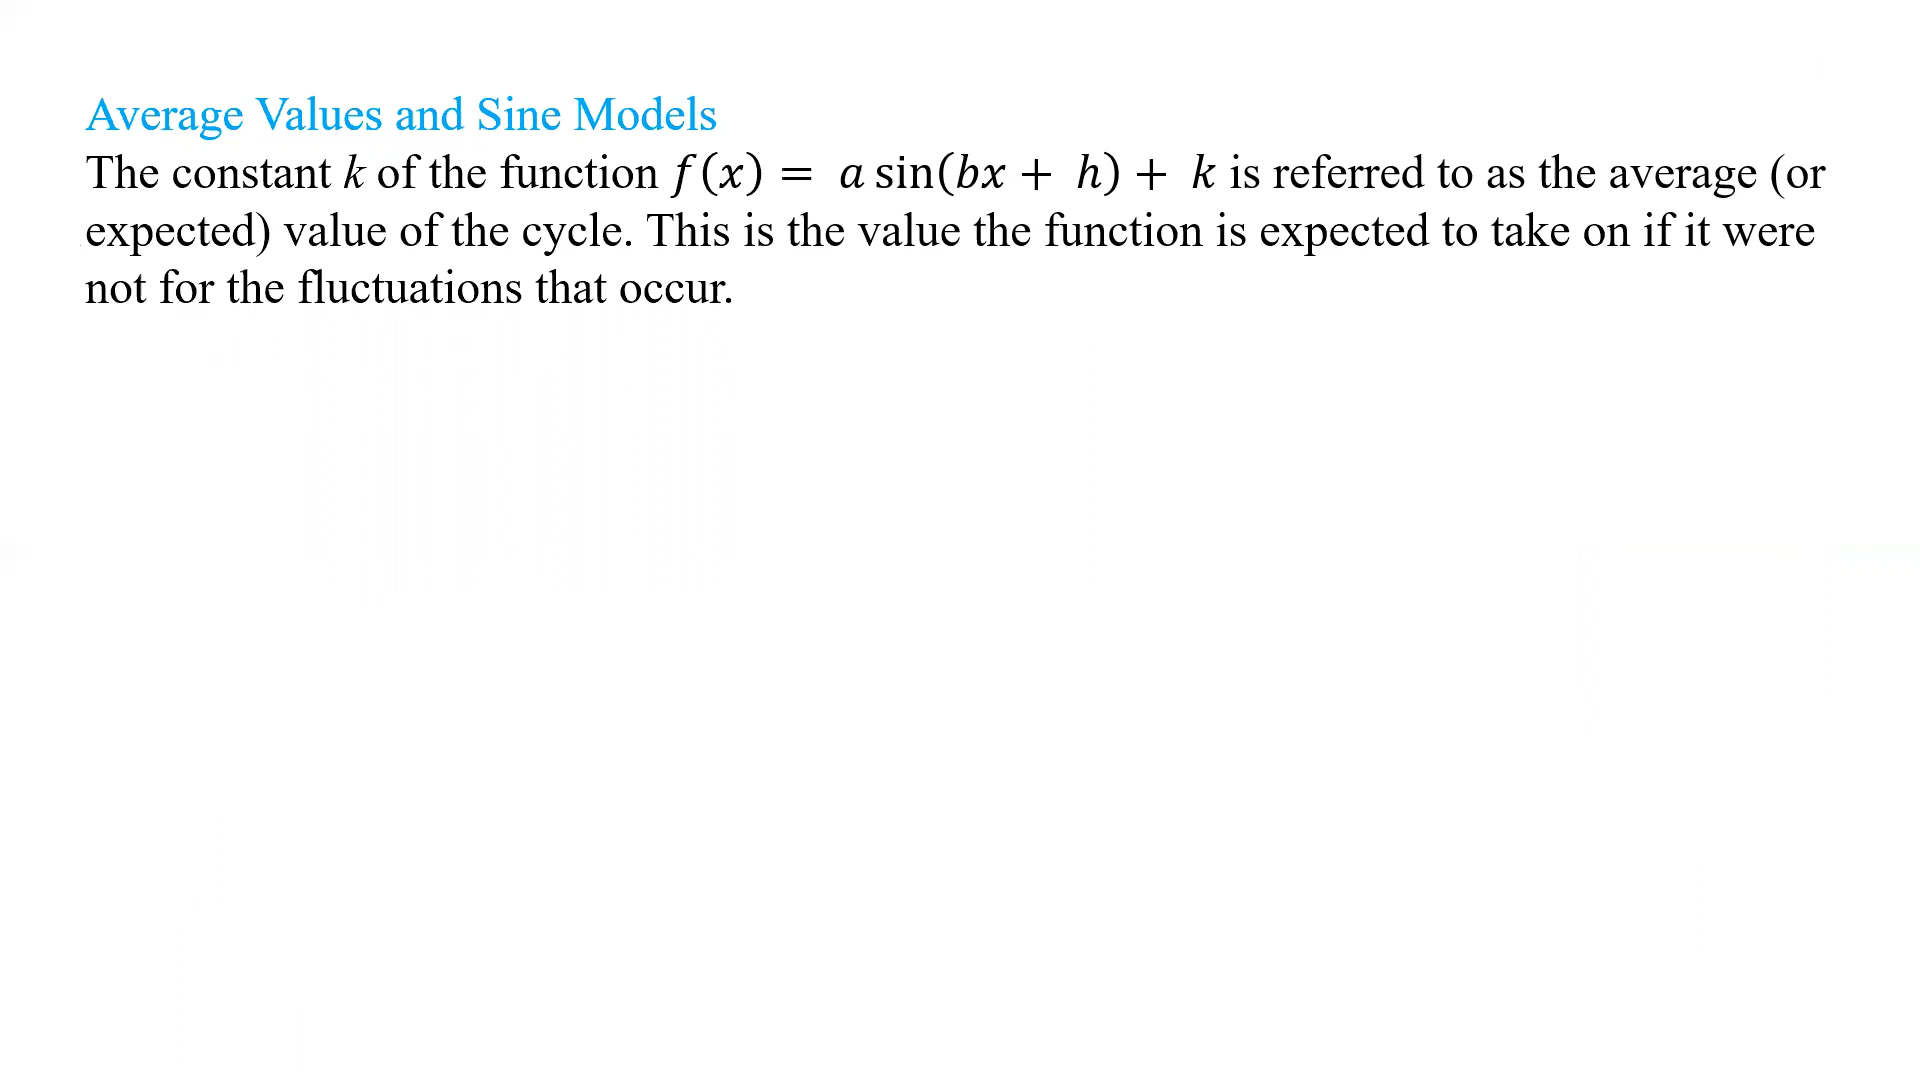 Average Values and Sine Models
The constant k of the function f(x) = a sin(bx + h) + k is referred to as the average (or
expected) value of the cycle. This is the value the function is expected to take on if it were
not for the fluctuations that occur.